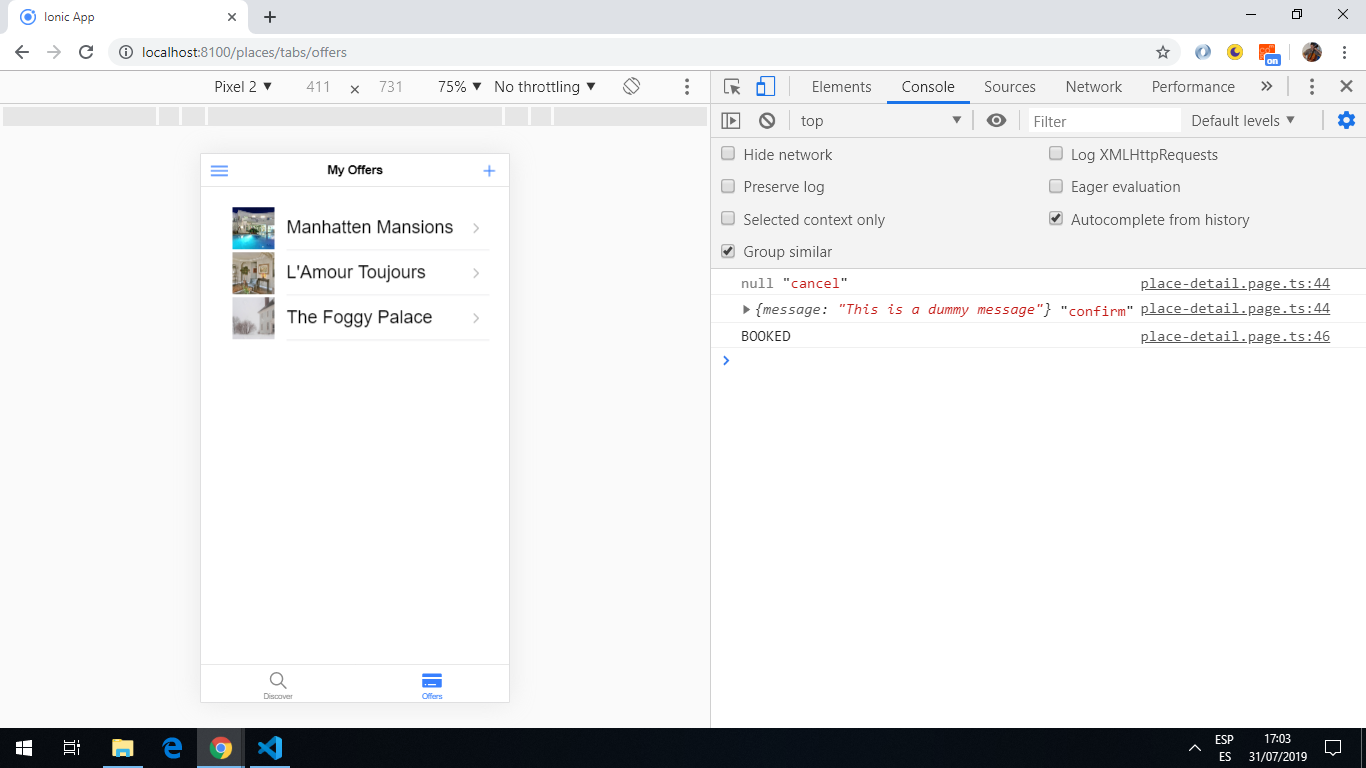 Ionic App
localhost:8100/places/tabs/offers
on
Pixel 2 411 × 731 75% No throttling
Elements Console Sources Network Performance
top Filter Default levels
Hide network Log XMLHttpRequests
Preserve log Eager evaluation
Selected context only Autocomplete from history
Group similar
null "cancel" place-detail.page.ts:44
{message: "This is a dummy message"} "confirm" place-detail.page.ts:44
BOOKED place-detail.page.ts:46
My Offers
Manhatten Mansions
L'Amour Toujours
The Foggy Palace
Discover Offers
ESP 17:03
ES 31/07/2019